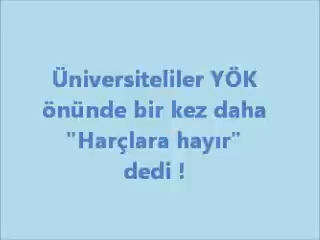 Üniversiteliler YÖK
önünde bir kez daha
"Harçlara hayır"
dedi !